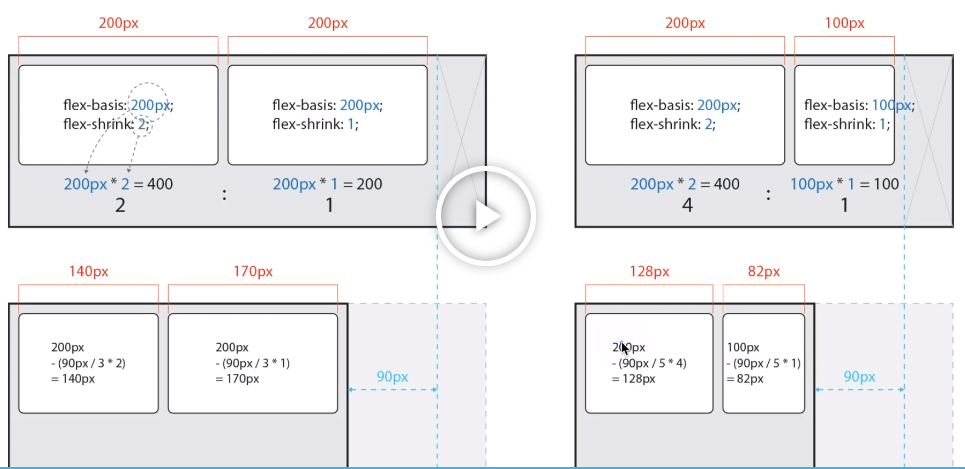 200px
200px
flex-basis: 200px;
flex-shrink: 2;
flex-basis: 200px;
flex-shrink: 1;
200px * 2 = 400
:
200px * 1 = 200
2
1
200px
100px
flex-basis: 200px;
flex-shrink: 2;
flex-basis: 100px;
flex-shrink: 1;
200px * 2 = 400
:
100px * 1 = 100
4
1
140px
170px
200px
- (90px / 3 * 2)
= 140px
200px
- (90px / 3 * 1)
= 170px
90px
128px
82px
200px
- (90px / 5 * 4)
= 128px
100px
- (90px / 5 * 1)
= 82px
90px